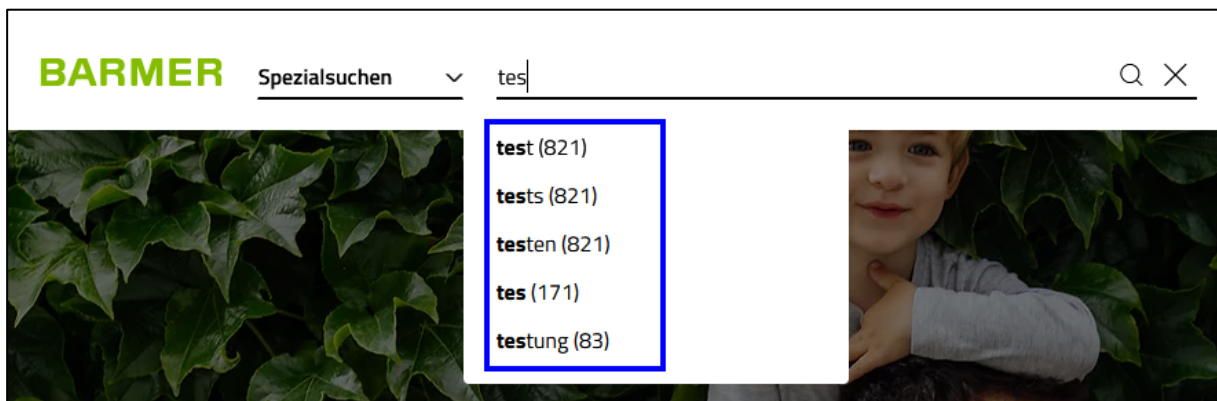 BARMER Spezialsuchen tes
test (821)
tests (821)
testen (821)
tes (171)
testung (83)